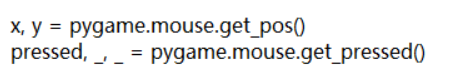 x, y = pygame.mouse.get_pos()
pressed, _, _ = pygame.mouse.get_pressed()